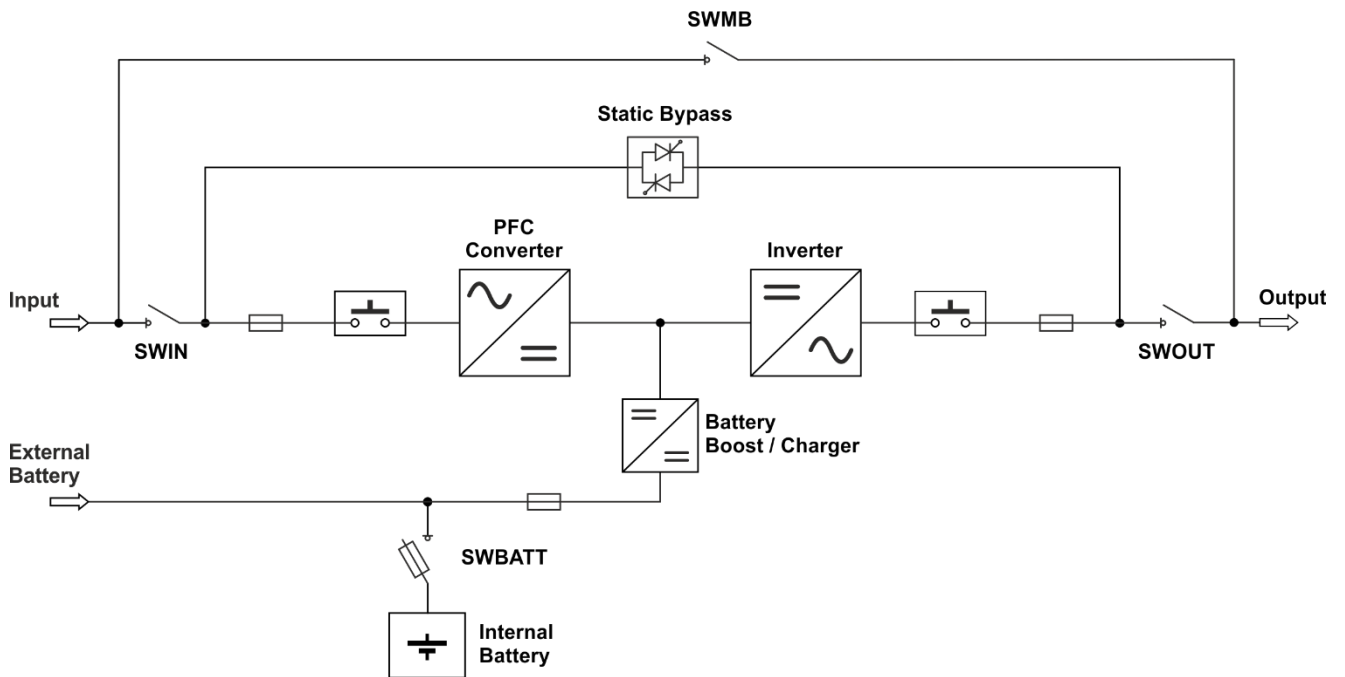 SWMB
Static Bypass
PFC
Converter
Inverter
Input
Output
SWIN
SWOUT
Battery
Boost / Charger
External
Battery
SWBATT
Internal
Battery